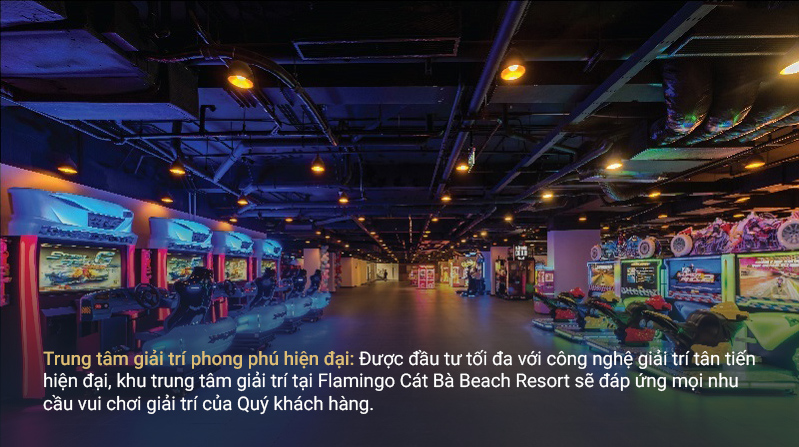 Trung tâm giải trí phong phú hiện đại: Được đầu tư tối đa với công nghệ giải trí tân tiến
hiện đại, khu trung tâm giải trí tại Flamingo Cát Bà Beach Resort sẽ đáp ứng mọi nhu
cầu vui chơi giải trí của Quý khách hàng.